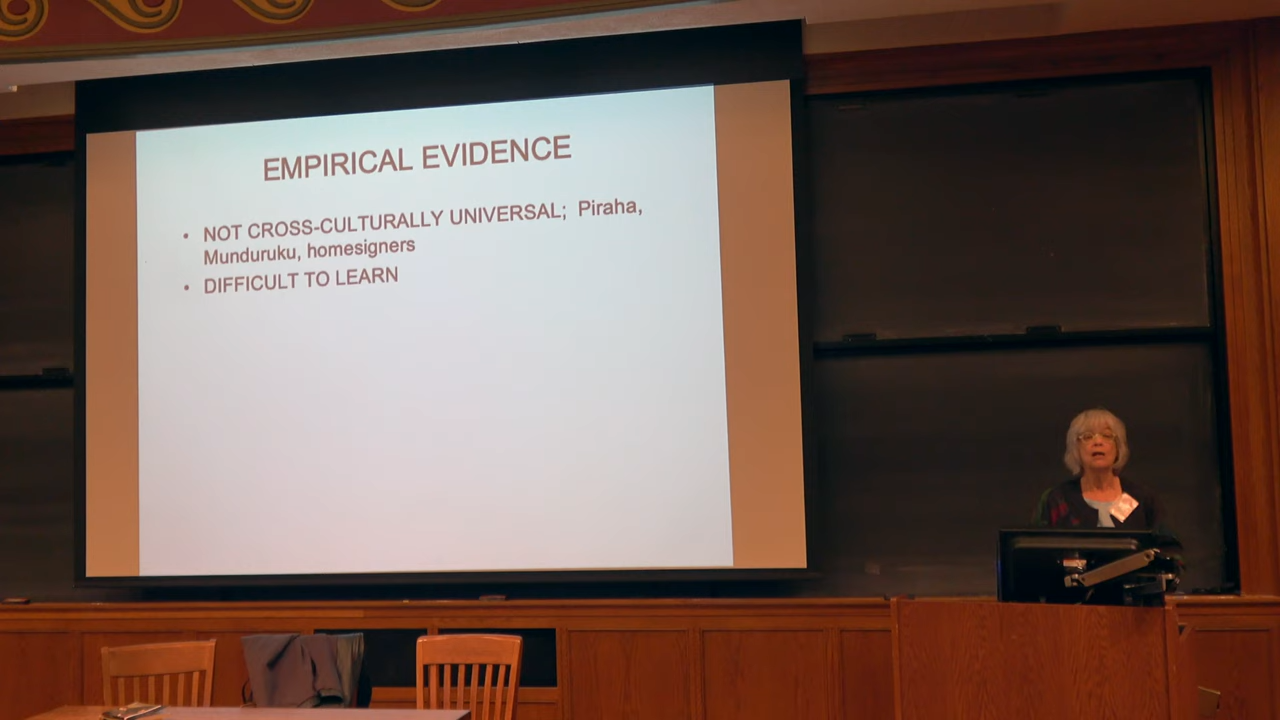 EMPIRICAL EVIDENCE
• NOT CROSS-CULTURALLY UNIVERSAL; Piraha,
Munduruku, homesigners
• DIFFICULT TO LEARN